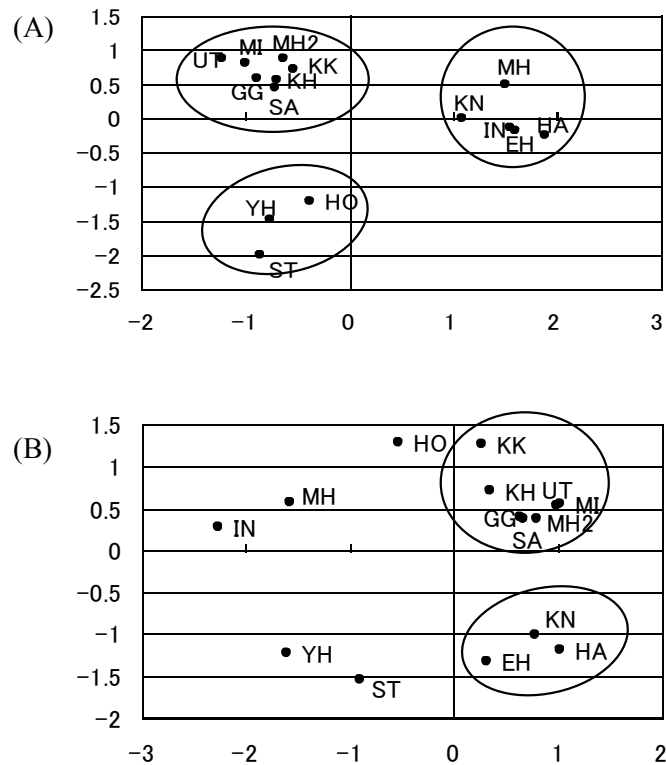 (A)
1.5
1
0.5
0
−0.5
−1
−1.5
−2
−2.5
UT MI MH2 KK
GG KH
SA
MH
KN
IN EH HA
YH HO
ST
−2 −1 0 1 2 3
(B)
1.5
1
0.5
0
−0.5
−1
−1.5
−2
HO KK
MH KH UT MI
IN GG SA MH2
KN
YH EH HA
ST
−3 −2 −1 0 1 2